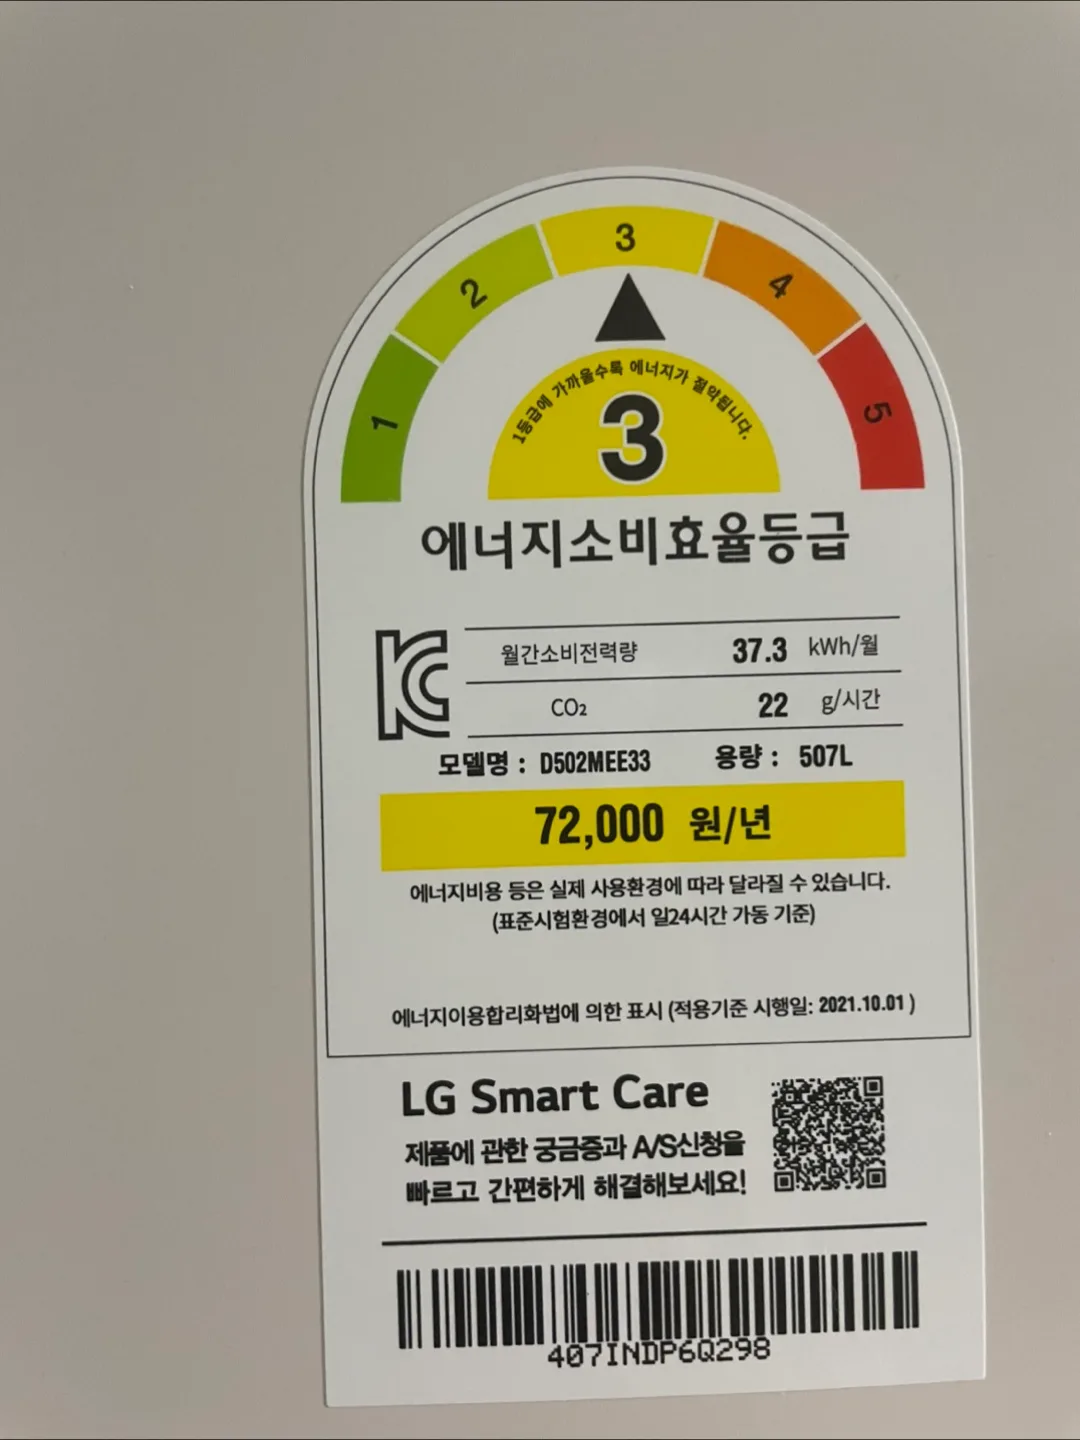 1 2 3 4 5
1등급에 가까울수록 에너지가 절약됩니다.
3
에너지소비효율등급
월간소비전력량 37.3 kWh/월
CO₂ 22 g/시간
모델명 : D502MEE33 용량 : 507L
72,000 원/년
에너지비용 등은 실제 사용환경에 따라 달라질 수 있습니다.
(표준시험환경에서 일24시간 가동 기준)
에너지이용합리화법에 의한 표시 (적용기준 시행일: 2021.10.01 )
LG Smart Care
제품에 관한 궁금증과 A/S신청을
빠르고 간편하게 해결해보세요!
407INDP6Q298